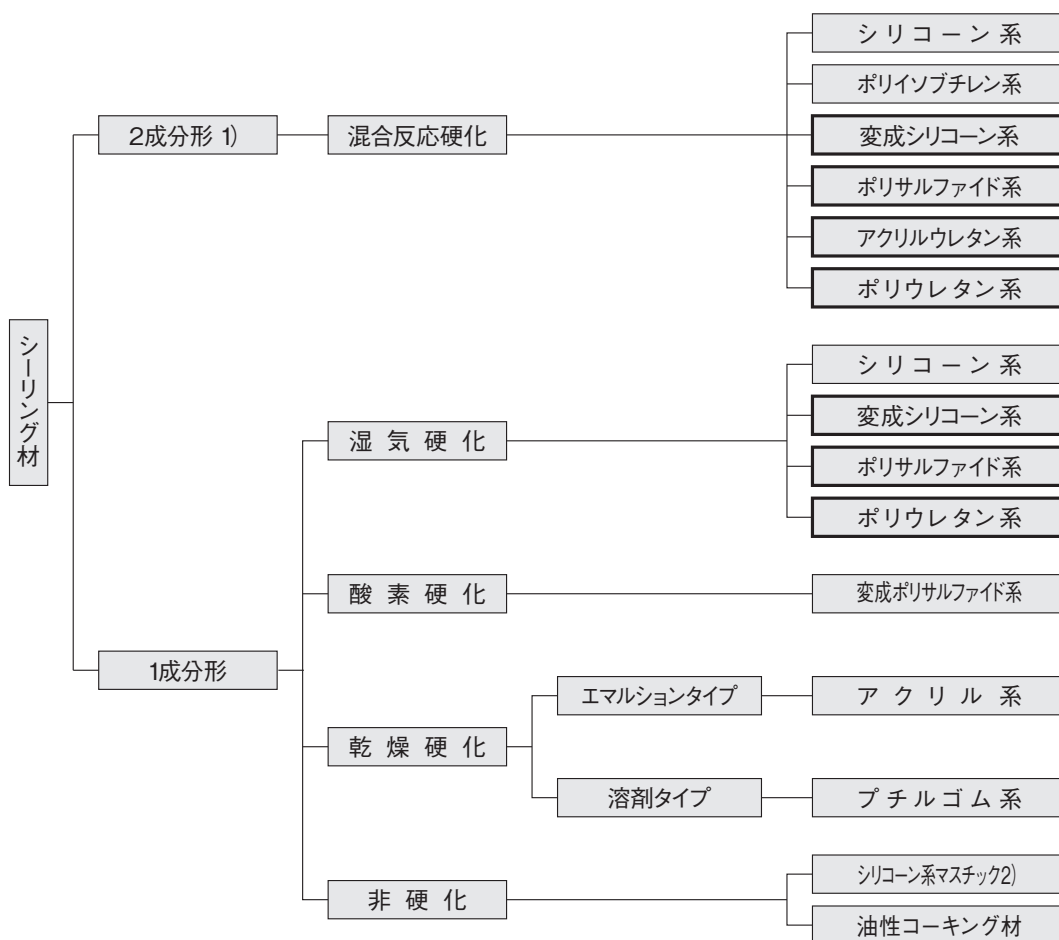 シーリング材
2成分形 1)
混合反応硬化
シリコーン系
ポリイソブチレン系
変成シリコーン系
ポリサルファイド系
アクリルウレタン系
ポリウレタン系
1成分形
湿気硬化
シリコーン系
変成シリコーン系
ポリサルファイド系
ポリウレタン系
酸素硬化
変成ポリサルファイド系
乾燥硬化
エマルションタイプ
アクリル系
溶剤タイプ
ブチルゴム系
非硬化
シリコーン系マスチック2)
油性コーキング材